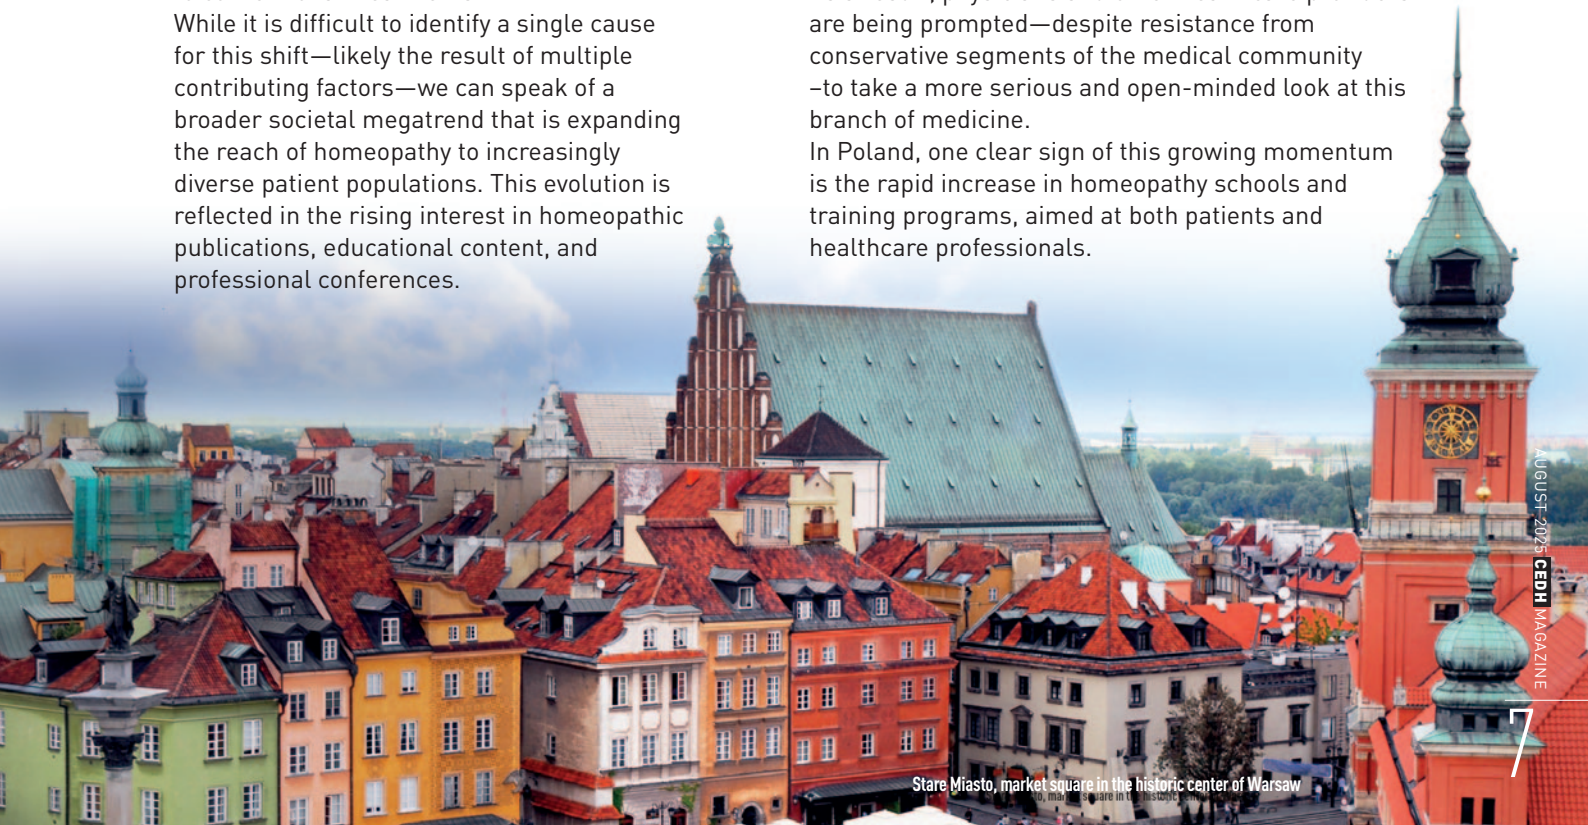 While it is difficult to identify a single cause
for this shift—likely the result of multiple
contributing factors—we can speak of a
broader societal megatrend that is expanding
the reach of homeopathy to increasingly
diverse patient populations. This evolution is
reflected in the rising interest in homeopathic
publications, educational content, and
professional conferences.
are being prompted—despite resistance from
conservative segments of the medical community
–to take a more serious and open-minded look at this
branch of medicine.
In Poland, one clear sign of this growing momentum
is the rapid increase in homeopathy schools and
training programs, aimed at both patients and
healthcare professionals.
Stare Miasto, market square in the historic center of Warsaw
AUGUST 2025 CEDH MAGAZINE
7